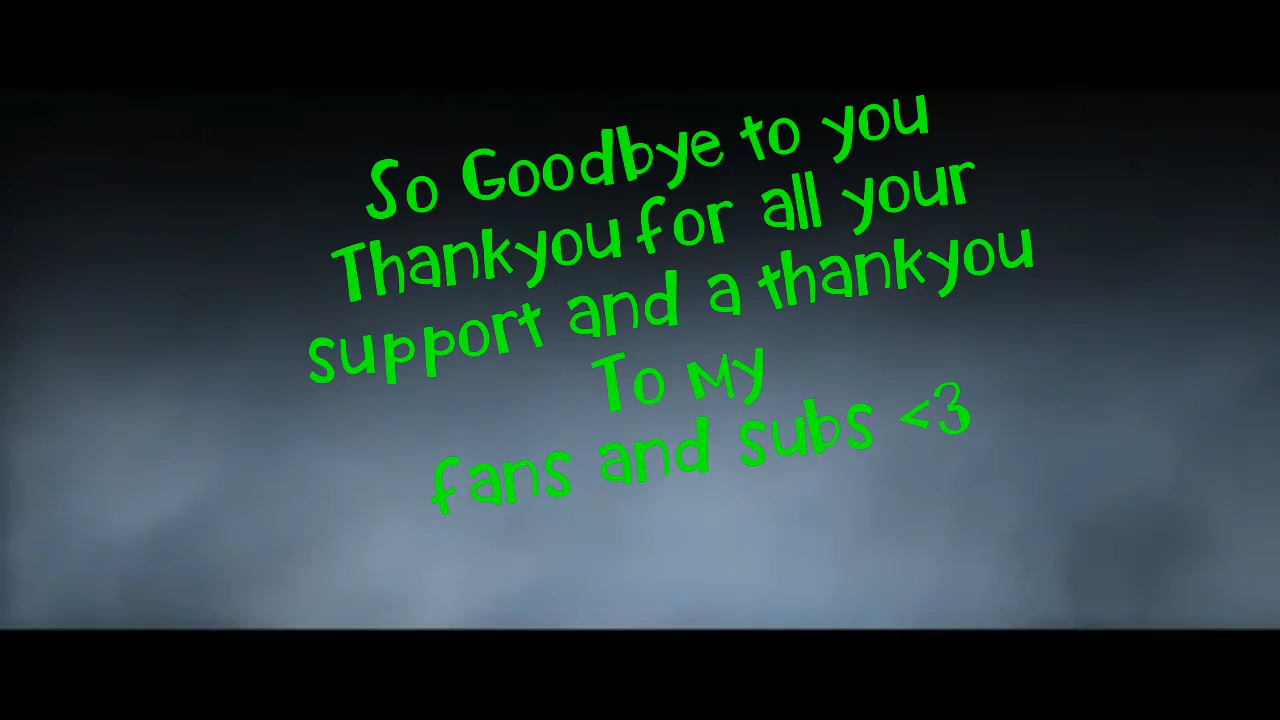 So Goodbye to you
Thankyou for all your
support and a thankyou
To My
fans and subs <3